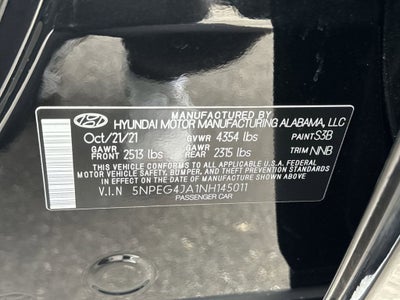 MANUFACTURED BY
HYUNDAI MOTOR MANUFACTURING ALABAMA, LLC
Oct/21/21 GVWR 4354 lbs PAINT S3B
GAWR FRONT 2513 lbs GAWR REAR 2315 lbs TRIM NNB
THIS VEHICLE CONFORMS TO ALL APPLICABLE U.S.A. FEDERAL
MOTOR VEHICLE SAFETY, BUMPER, AND THEFT PREVENTION
STANDARDS IN EFFECT ON THE DATE OF MANUFACTURE SHOWN ABOVE.
V.I.N 5NPEG4JA1NH145011
PASSENGER CAR